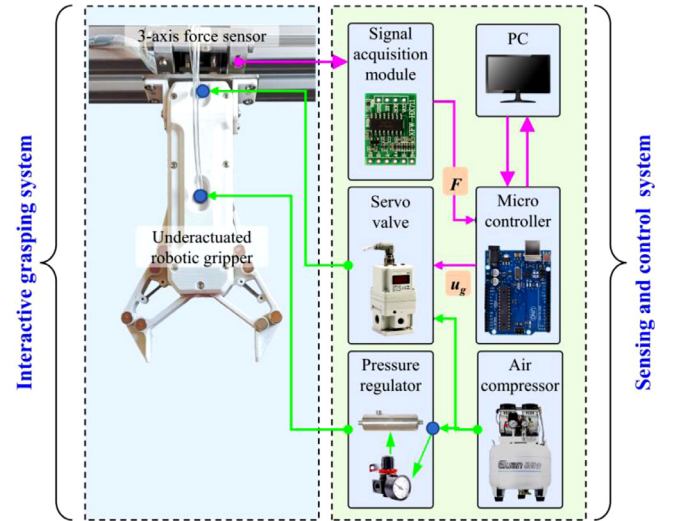 Interactive grasping system
3-axis force sensor
Underactuated
robotic gripper
Signal
acquisition
module
PC
F
Servo
valve
Micro
controller
u_g
Pressure
regulator
Air
compressor
Sensing and control system